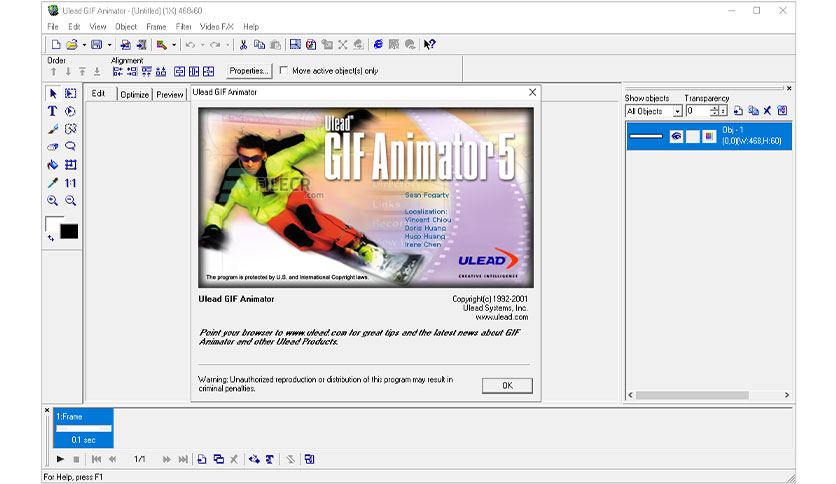 Ulead GIF Animator - [Untitled] (1X) 468x60
File Edit View Object Frame Filter Video F/X Help
Order
Alignment
Properties...
Move active object(s) only
Edit Optimize Preview
Ulead GIF Animator
Ulead
GIF Animator 5
FILECR
.com
Directory
Links
Sean Fogarty
Localization:
Vincent Chiou
Doris Huang
Hugo Huang
Irene Chen
ULEAD
CREATIVE INTELLIGENCE
The program is protected by U.S. and International Copyright laws.
Ulead GIF Animator
Copyright(c) 1992-2001
Ulead Systems, Inc.
www.ulead.com
Point your browser to www.ulead.com for great tips and the latest news about GIF
Animator and other Ulead Products.
Warning: Unauthorized reproduction or distribution of this program may result in
criminal penalties.
OK
Show objects
Transparency
All Objects
0
Obj - 1
(0,0)(W:468,H:60)
1:Frame
0.1 sec
1/1
For Help, press F1
T
1:1